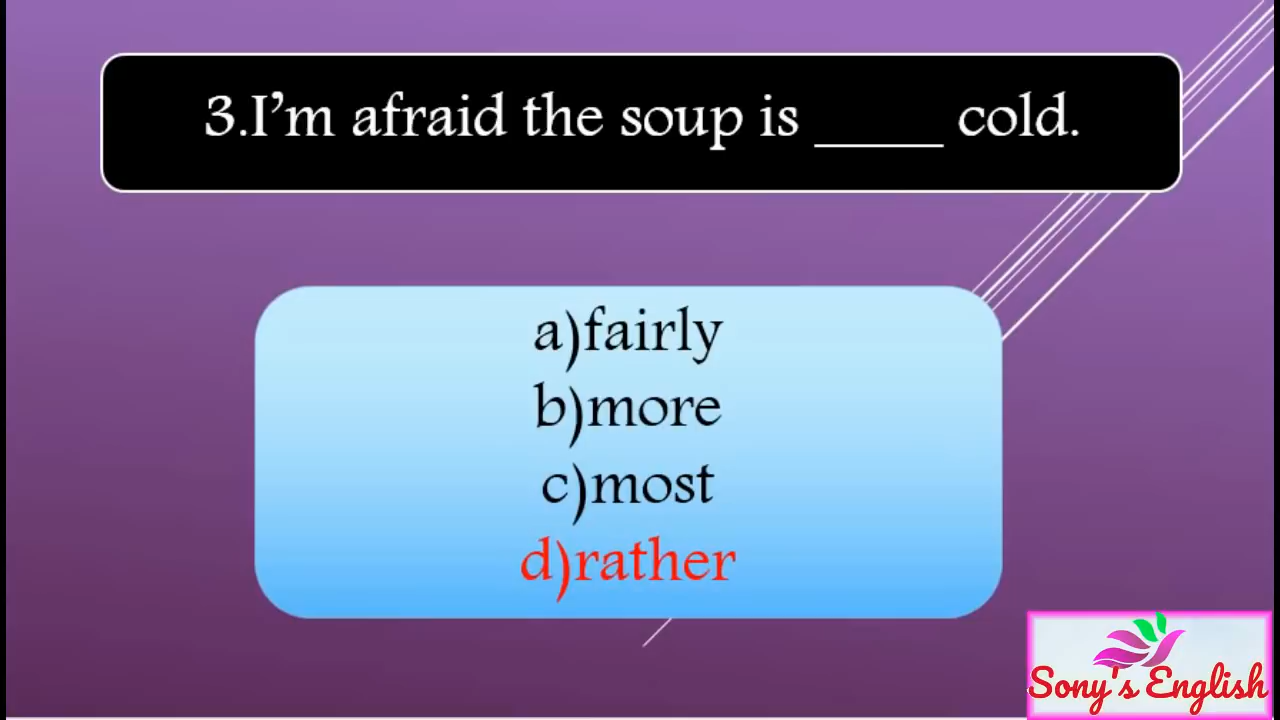 3.I'm afraid the soup is _____ cold.
a)fairly
b)more
c)most
d)rather
Sony's English